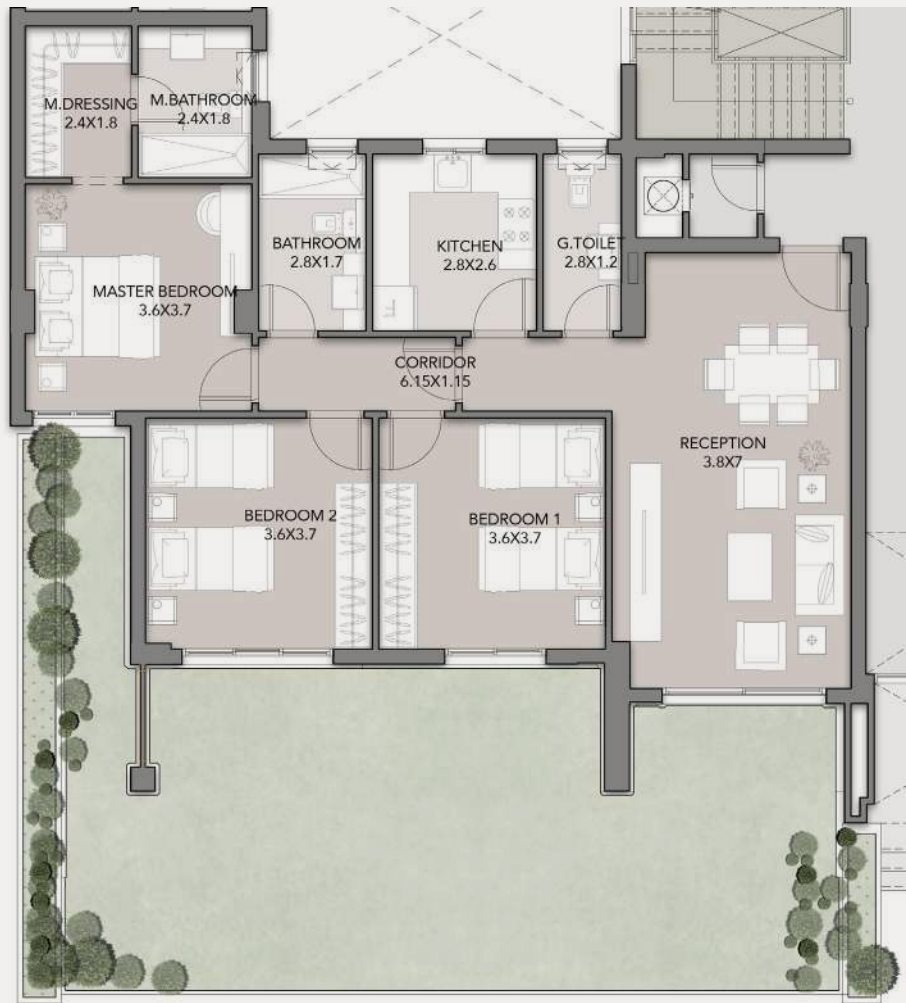 M.DRESSING
2.4X1.8
M.BATHROOM
2.4X1.8
BATHROOM
2.8X1.7
KITCHEN
2.8X2.6
G.TOILET
2.8X1.2
MASTER BEDROOM
3.6X3.7
CORRIDOR
6.15X1.15
RECEPTION
3.8X7
BEDROOM 2
3.6X3.7
BEDROOM 1
3.6X3.7